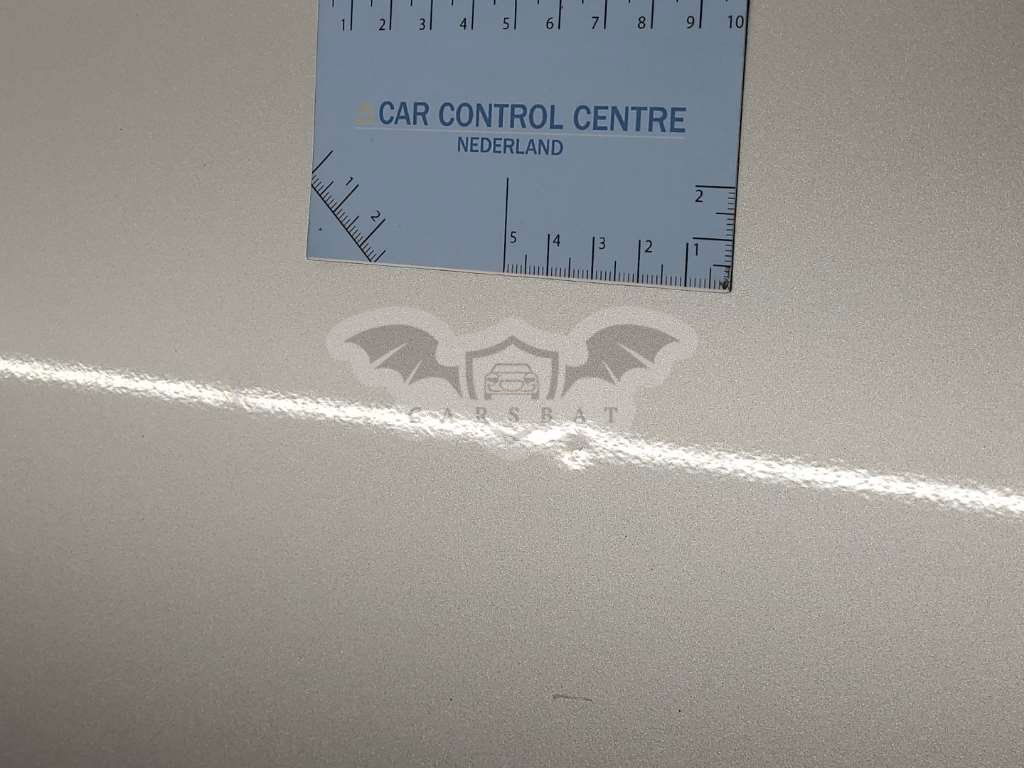 1 2 3 4 5 6 7 8 9 10
CAR CONTROL CENTRE
NEDERLAND
1
2
2
5 4 3 2 1
1
CARSBAT